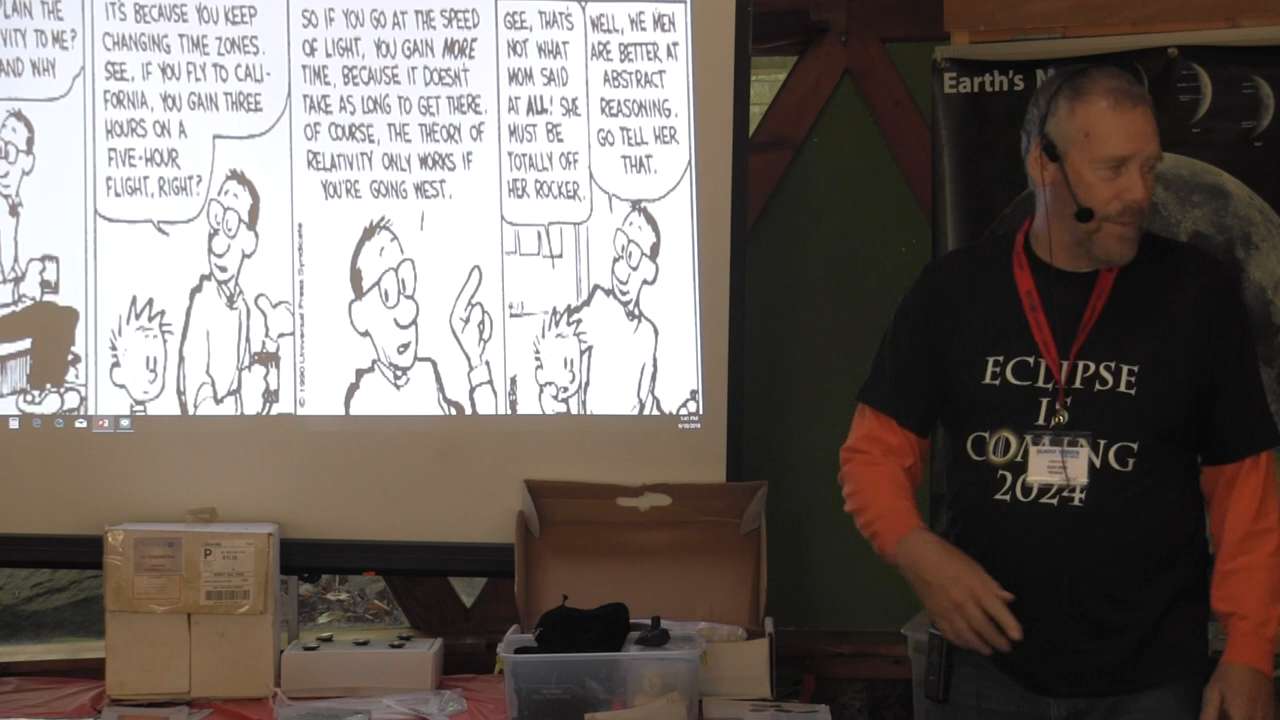 LAIN THE
VITY TO ME?
AND WHY
IT'S BECAUSE YOU KEEP
CHANGING TIME ZONES.
SEE, IF YOU FLY TO CALI-
FORNIA, YOU GAIN THREE
HOURS ON A
FIVE-HOUR
FLIGHT, RIGHT?
SO IF YOU GO AT THE SPEED
OF LIGHT, YOU GAIN MORE
TIME, BECAUSE IT DOESN'T
TAKE AS LONG TO GET THERE.
OF COURSE, THE THEORY OF
RELATIVITY ONLY WORKS IF
YOU'RE GOING WEST.
GEE, THAT'S
NOT WHAT
MOM SAID
AT ALL! SHE
MUST BE
TOTALLY OFF
HER ROCKER.
WELL, WE MEN
ARE BETTER AT
ABSTRACT
REASONING.
GO TELL HER
THAT.
© 1990 Universal Press Syndicate
1:41 PM
Earth's M
ECLIPSE
IS
COMING
2024
P